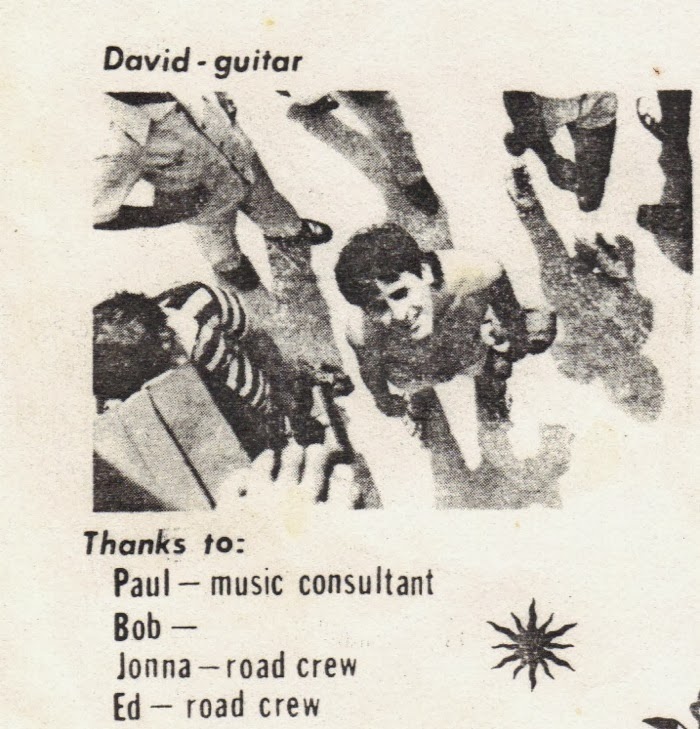 David - guitar
Thanks to:
Paul — music consultant
Bob —
Jonna — road crew
Ed — road crew